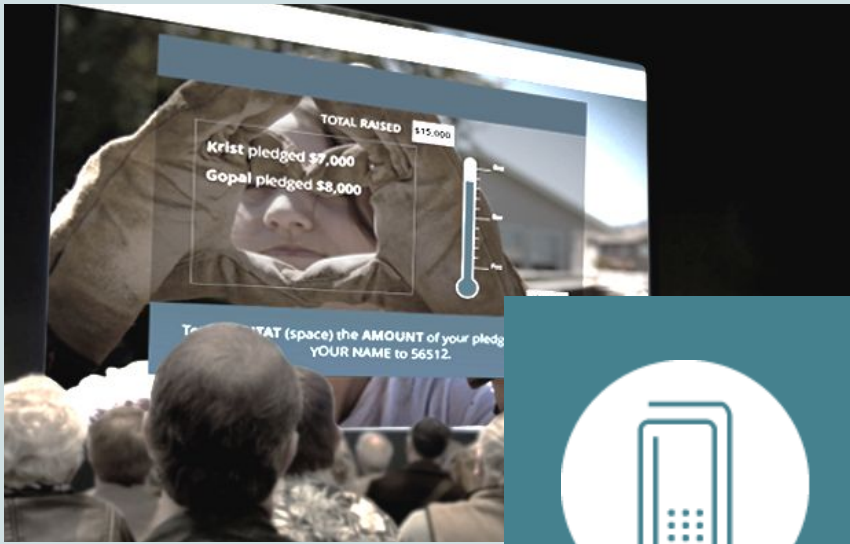 TOTAL RAISED $15,000
Krist pledged $7,000
Gopal pledged $8,000
(space) the AMOUNT of your
YOUR NAME to 56512.